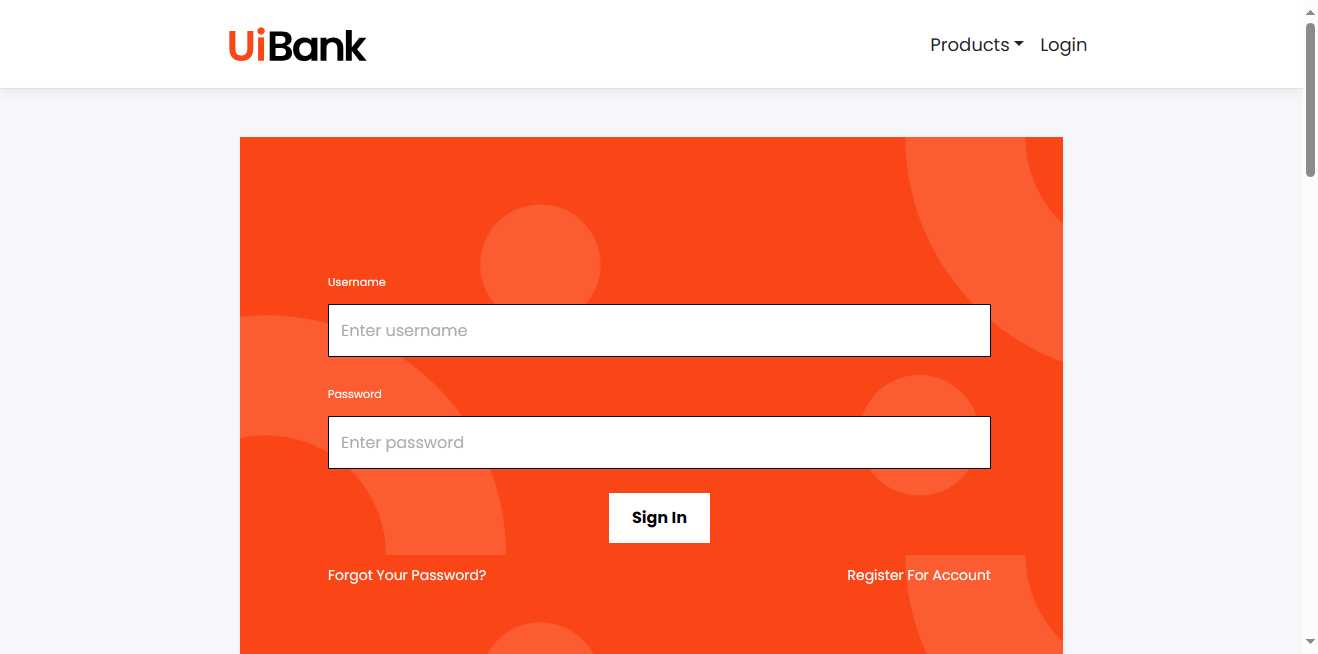 UiBank
Products Login
Username
Enter username
Password
Enter password
Sign In
Forgot Your Password? Register For Account